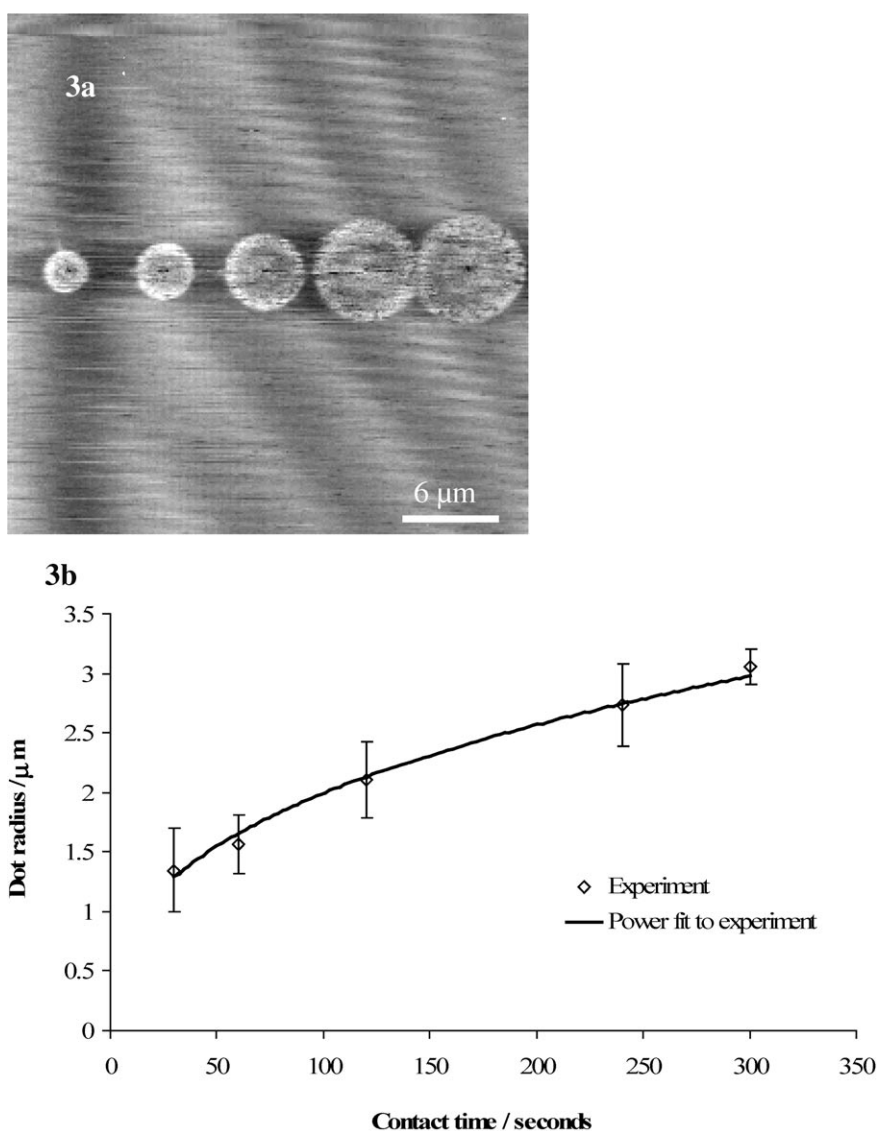 3a
6 μm
3b
3.5
3
2.5
2
1.5
1
0.5
0
Dot radius /μm
Experiment
Power fit to experiment
0 50 100 150 200 250 300 350
Contact time / seconds